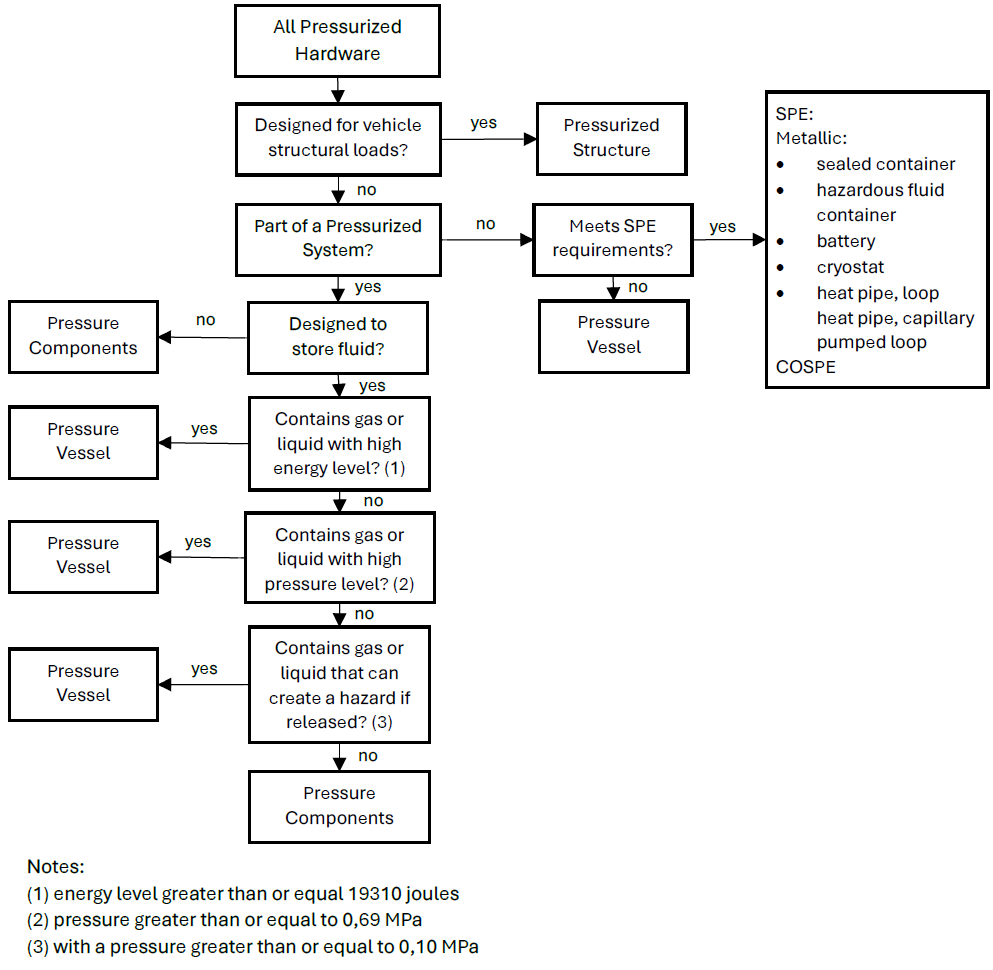 All Pressurized
Hardware
Designed for vehicle
structural loads?
yes
Pressurized
Structure
no
Part of a Pressurized
System?
no
Meets SPE
requirements?
yes
SPE:
Metallic:
• sealed container
• hazardous fluid
container
• battery
• cryostat
• heat pipe, loop
heat pipe, capillary
pumped loop
COSPE
no
Pressure
Vessel
yes
Designed to
store fluid?
no
Pressure
Components
yes
Contains gas or
liquid with high
energy level? (1)
yes
Pressure
Vessel
no
Contains gas or
liquid with high
pressure level? (2)
yes
Pressure
Vessel
no
Contains gas or
liquid that can
create a hazard if
released? (3)
yes
Pressure
Vessel
no
Pressure
Components
Notes:
(1) energy level greater than or equal 19310 joules
(2) pressure greater than or equal to 0,69 MPa
(3) with a pressure greater than or equal to 0,10 MPa